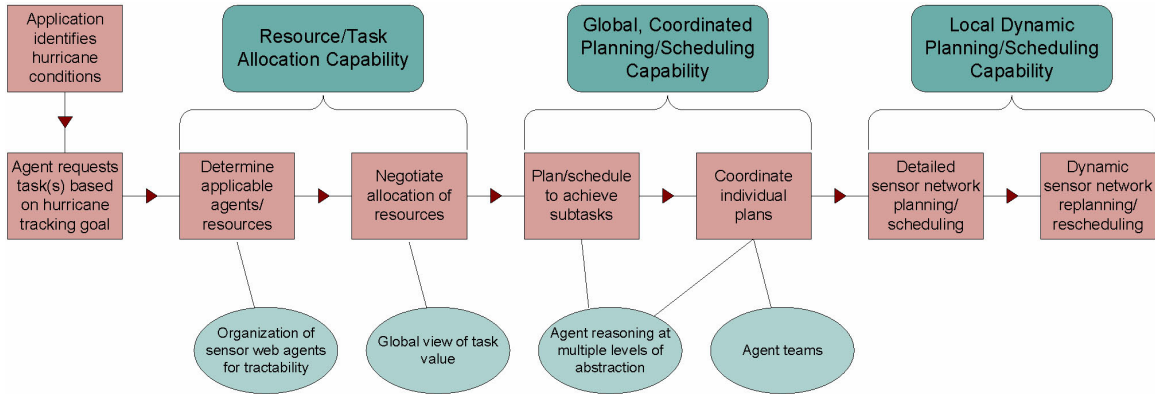 Application
identifies
hurricane
conditions
Resource/Task
Allocation Capability
Global, Coordinated
Planning/Scheduling
Capability
Local Dynamic
Planning/Scheduling
Capability
Agent requests
task(s) based
on hurricane
tracking goal
Determine
applicable
agents/
resources
Negotiate
allocation of
resources
Plan/schedule
to achieve
subtasks
Coordinate
individual
plans
Detailed
sensor network
planning/
scheduling
Dynamic
sensor network
replanning/
rescheduling
Organization of
sensor web agents
for tractability
Global view of task
value
Agent reasoning at
multiple levels of
abstraction
Agent teams